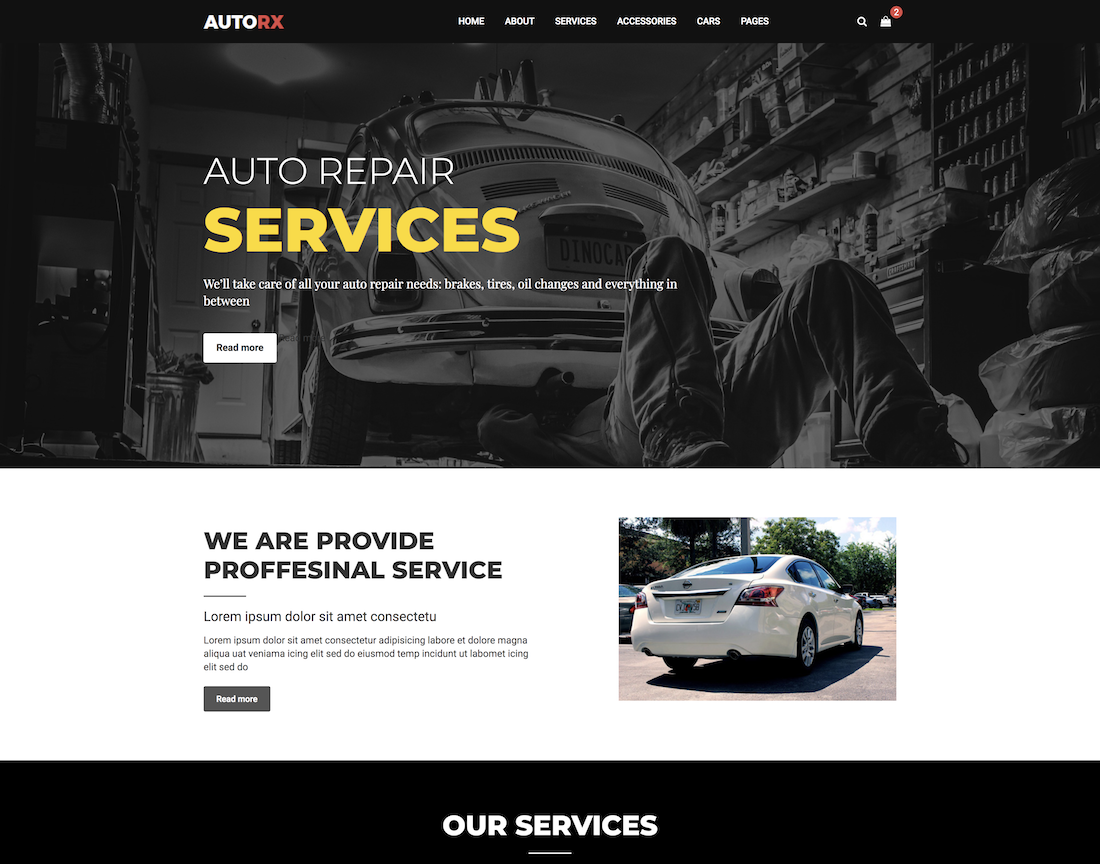 AUTORX
HOME ABOUT SERVICES ACCESSORIES CARS PAGES
2
AUTO REPAIR
SERVICES
We'll take care of all your auto repair needs: brakes, tires, oil changes and everything in
between
Read more Read more
DINOCAR
WE ARE PROVIDE
PROFFESINAL SERVICE
Lorem ipsum dolor sit amet consectetu
Lorem ipsum dolor sit amet consectetur adipisicing labore et dolore magna
aliqua uat veniama icing elit sed do eiusmod temp incidunt ut labomet icing
elit sed do
Read more
OUR SERVICES